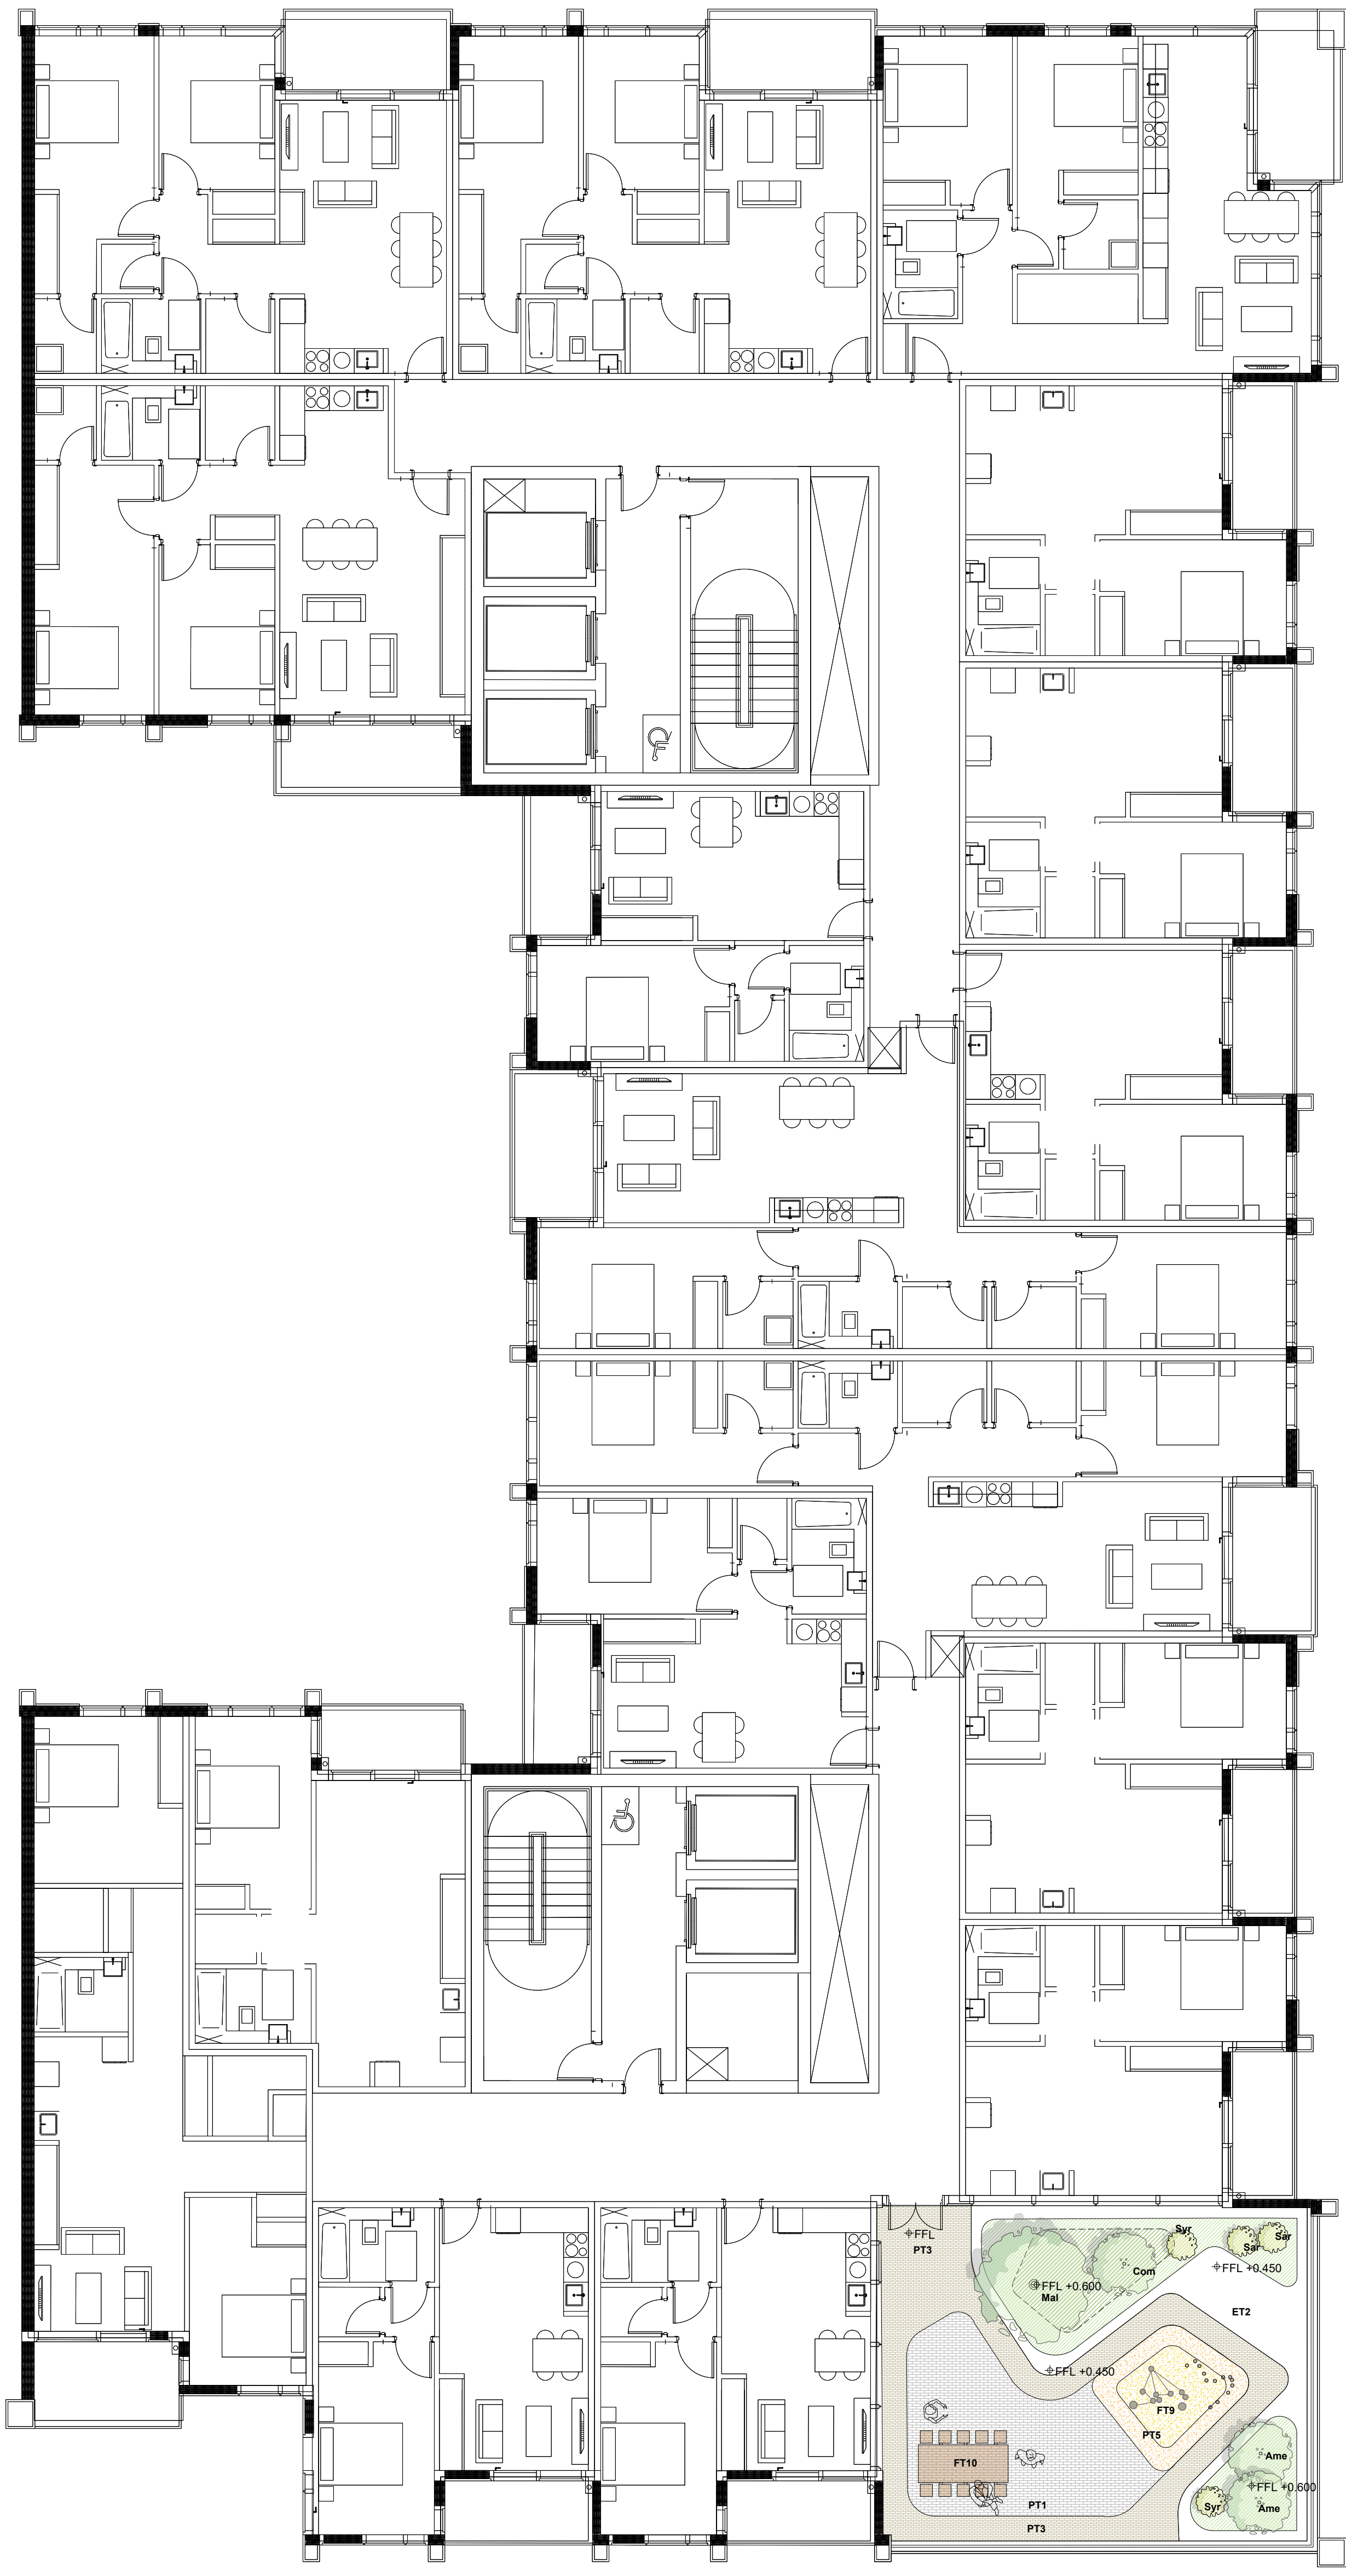 FFL
PT3
Syr
Sar
Sar
Com
FFL +0.450
FFL +0.600
Mal
ET2
FFL +0.450
FT9
PT5
FT10
Ame
FFL +0.600
Syr
Ame
PT1
PT3